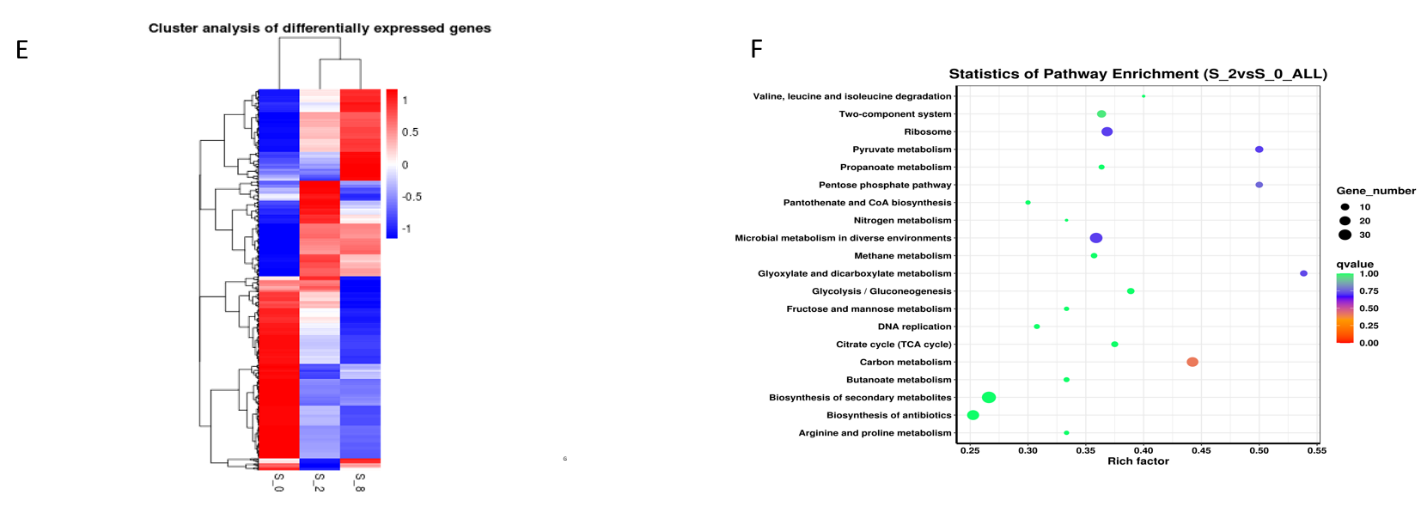 E
Cluster analysis of differentially expressed genes
1
0.5
0
-0.5
-1
S_0
S_2
S_8
6
F
Statistics of Pathway Enrichment (S_2vsS_0_ALL)
Valine, leucine and isoleucine degradation
Two-component system
Ribosome
Pyruvate metabolism
Propanoate metabolism
Pentose phosphate pathway
Pantothenate and CoA biosynthesis
Nitrogen metabolism
Microbial metabolism in diverse environments
Methane metabolism
Glyoxylate and dicarboxylate metabolism
Glycolysis / Gluconeogenesis
Fructose and mannose metabolism
DNA replication
Citrate cycle (TCA cycle)
Carbon metabolism
Butanoate metabolism
Biosynthesis of secondary metabolites
Biosynthesis of antibiotics
Arginine and proline metabolism
0.25 0.30 0.35 0.40 0.45 0.50 0.55
Rich factor
Gene_number
10
20
30
qvalue
1.00
0.75
0.50
0.25
0.00